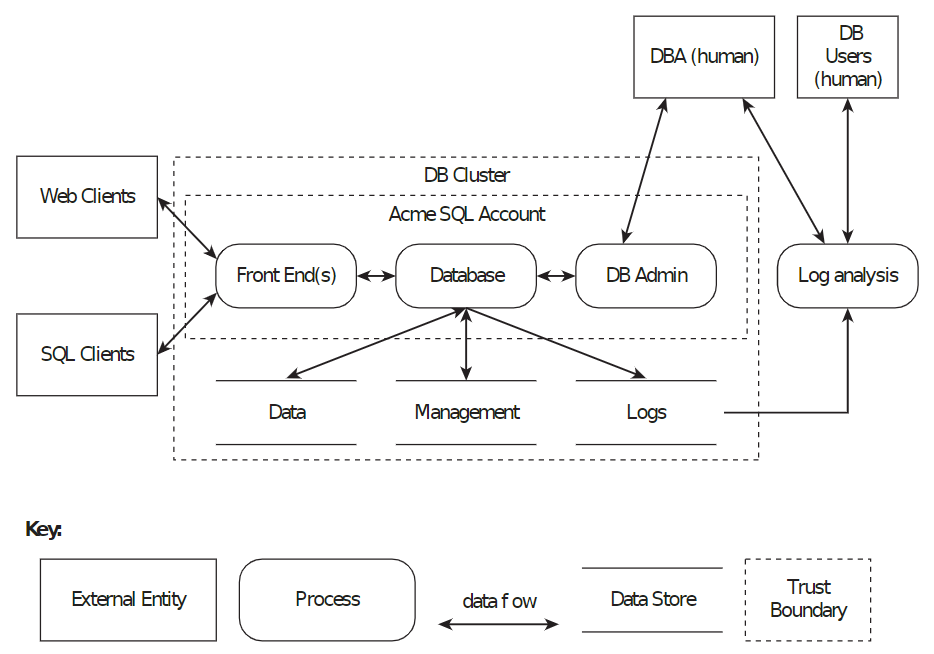 DBA (human)
DB
Users
(human)
DB Cluster
Web Clients
Acme SQL Account
Front End(s)
Database
DB Admin
Log analysis
SQL Clients
Data
Management
Logs
Key:
External Entity
Process
data f ow
Data Store
Trust
Boundary